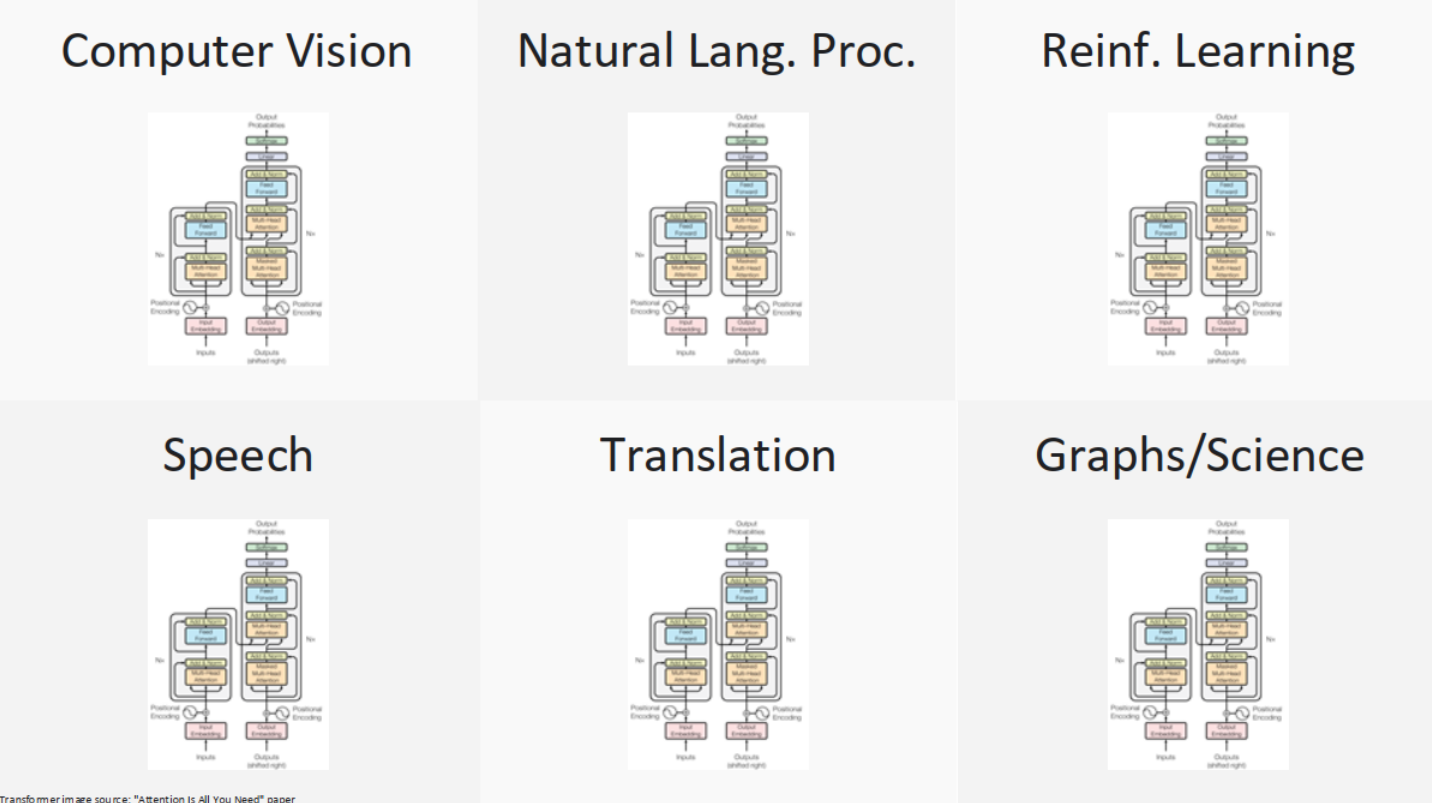 Computer Vision
Natural Lang. Proc.
Reinf. Learning
Output
Probabilities
Softmax
Linear
Add & Norm
Feed
Forward
Add & Norm
Multi-Head
Attention
Add & Norm
Feed
Forward
Nx
Nx
Add & Norm
Masked
Multi-Head
Attention
Add & Norm
Multi-Head
Attention
Positional
Encoding
Positional
Encoding
Input
Embedding
Output
Embedding
Inputs
Outputs
(shifted right)
Output
Probabilities
Softmax
Linear
Add & Norm
Feed
Forward
Add & Norm
Multi-Head
Attention
Add & Norm
Feed
Forward
Nx
Nx
Add & Norm
Masked
Multi-Head
Attention
Add & Norm
Multi-Head
Attention
Positional
Encoding
Positional
Encoding
Input
Embedding
Output
Embedding
Inputs
Outputs
(shifted right)
Output
Probabilities
Softmax
Linear
Add & Norm
Feed
Forward
Add & Norm
Multi-Head
Attention
Add & Norm
Feed
Forward
Nx
Nx
Add & Norm
Masked
Multi-Head
Attention
Add & Norm
Multi-Head
Attention
Positional
Encoding
Positional
Encoding
Input
Embedding
Output
Embedding
Inputs
Outputs
(shifted right)
Speech
Translation
Graphs/Science
Output
Probabilities
Softmax
Linear
Add & Norm
Feed
Forward
Add & Norm
Multi-Head
Attention
Add & Norm
Feed
Forward
Nx
Nx
Add & Norm
Masked
Multi-Head
Attention
Add & Norm
Multi-Head
Attention
Positional
Encoding
Positional
Encoding
Input
Embedding
Output
Embedding
Inputs
Outputs
(shifted right)
Output
Probabilities
Softmax
Linear
Add & Norm
Feed
Forward
Add & Norm
Multi-Head
Attention
Add & Norm
Feed
Forward
Nx
Nx
Add & Norm
Masked
Multi-Head
Attention
Add & Norm
Multi-Head
Attention
Positional
Encoding
Positional
Encoding
Input
Embedding
Output
Embedding
Inputs
Outputs
(shifted right)
Output
Probabilities
Softmax
Linear
Add & Norm
Feed
Forward
Add & Norm
Multi-Head
Attention
Add & Norm
Feed
Forward
Nx
Nx
Add & Norm
Masked
Multi-Head
Attention
Add & Norm
Multi-Head
Attention
Positional
Encoding
Positional
Encoding
Input
Embedding
Output
Embedding
Inputs
Outputs
(shifted right)
Transformer image source: "Attention Is All You Need" paper